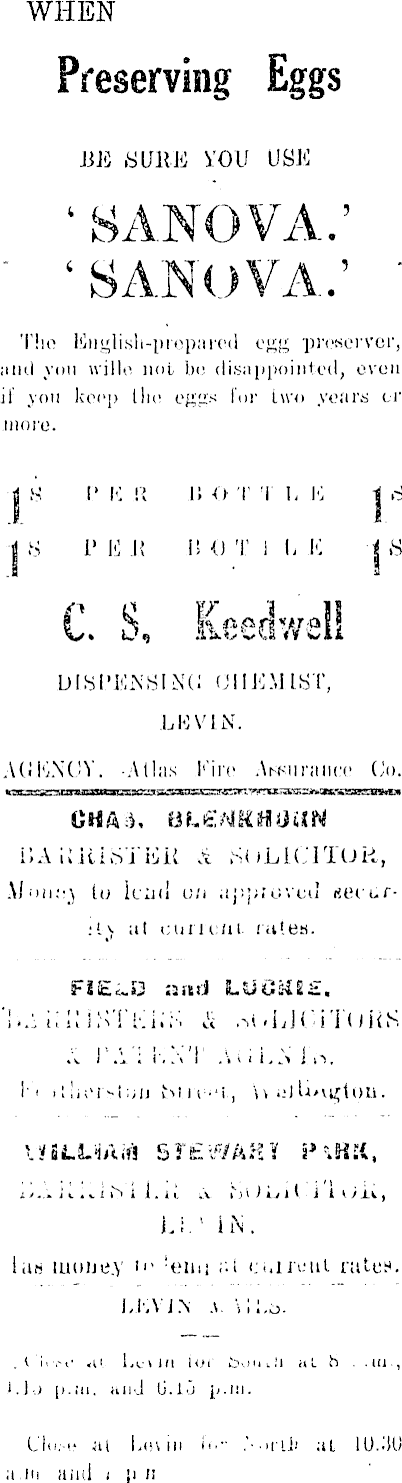 WHEN
Preserving Eggs
BE SURE YOU USE
'SANOVA.'
'SANOVA.'
The English-prepared egg preserver,
and you wille not be disappointed, even
if you keep the eggs for two years or
more.
1s PER BOTTLE 1s
1s PER BOTTLE 1s
C. S. Keedwell
DISPENSING CHEMIST,
LEVIN.
AGENCY.—Atlas Fire Assurance Co.
CHAS. BLENKHORN
BARRISTER & SOLICITOR,
Money to lend on approved secur-
ity at current rates.
FIELD and LUCKIE,
BARRISTERS & SOLICITORS
& PATENT AGENTS,
Featherston Street, Wellington.
WILLIAM STEWART PARK,
BARRISTER & SOLICITOR,
LEVIN.
Has money to lend at current rates.
LEVIN MAILS.
Close at Levin for South at 8 a.m.,
p.m. and 6.15 p.m.
Close at Levin for North at 10.30
a.m. and p.m